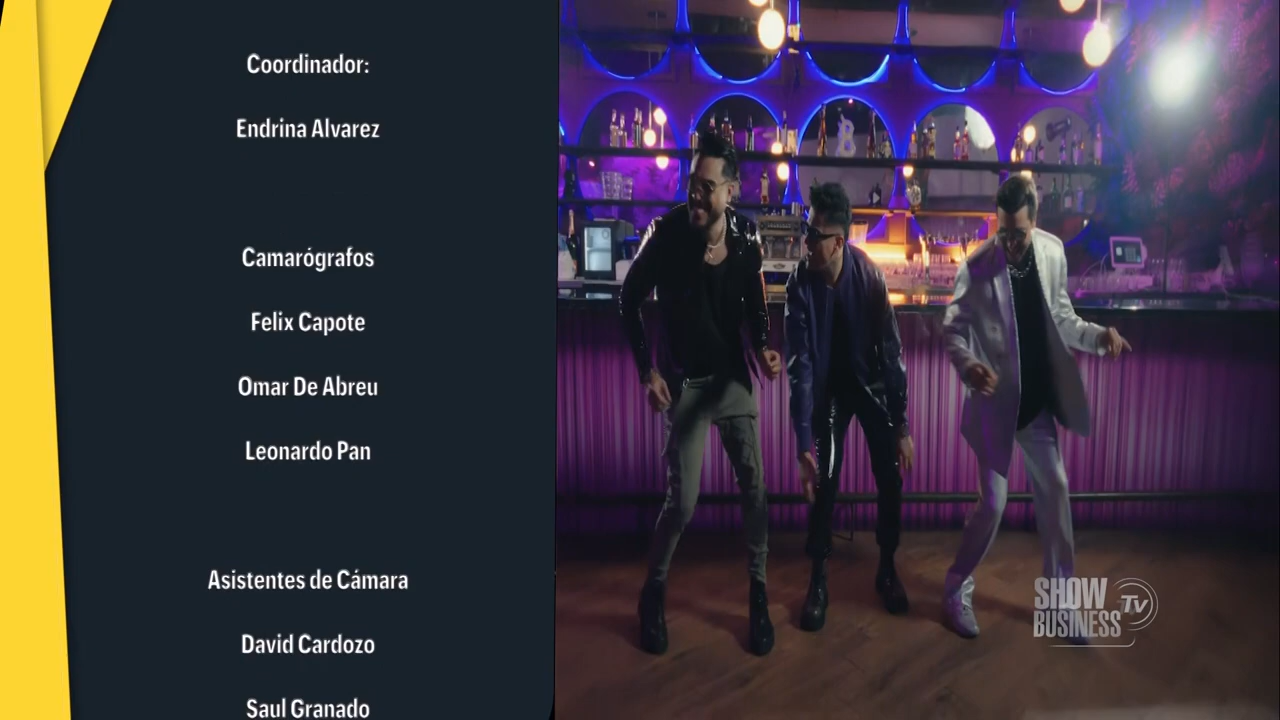 Coordinador:
Endrina Alvarez
Camarógrafos
Felix Capote
Omar De Abreu
Leonardo Pan
Asistentes de Cámara
David Cardozo
Saul Granado
B
SHOW
BUSINESS
Tv